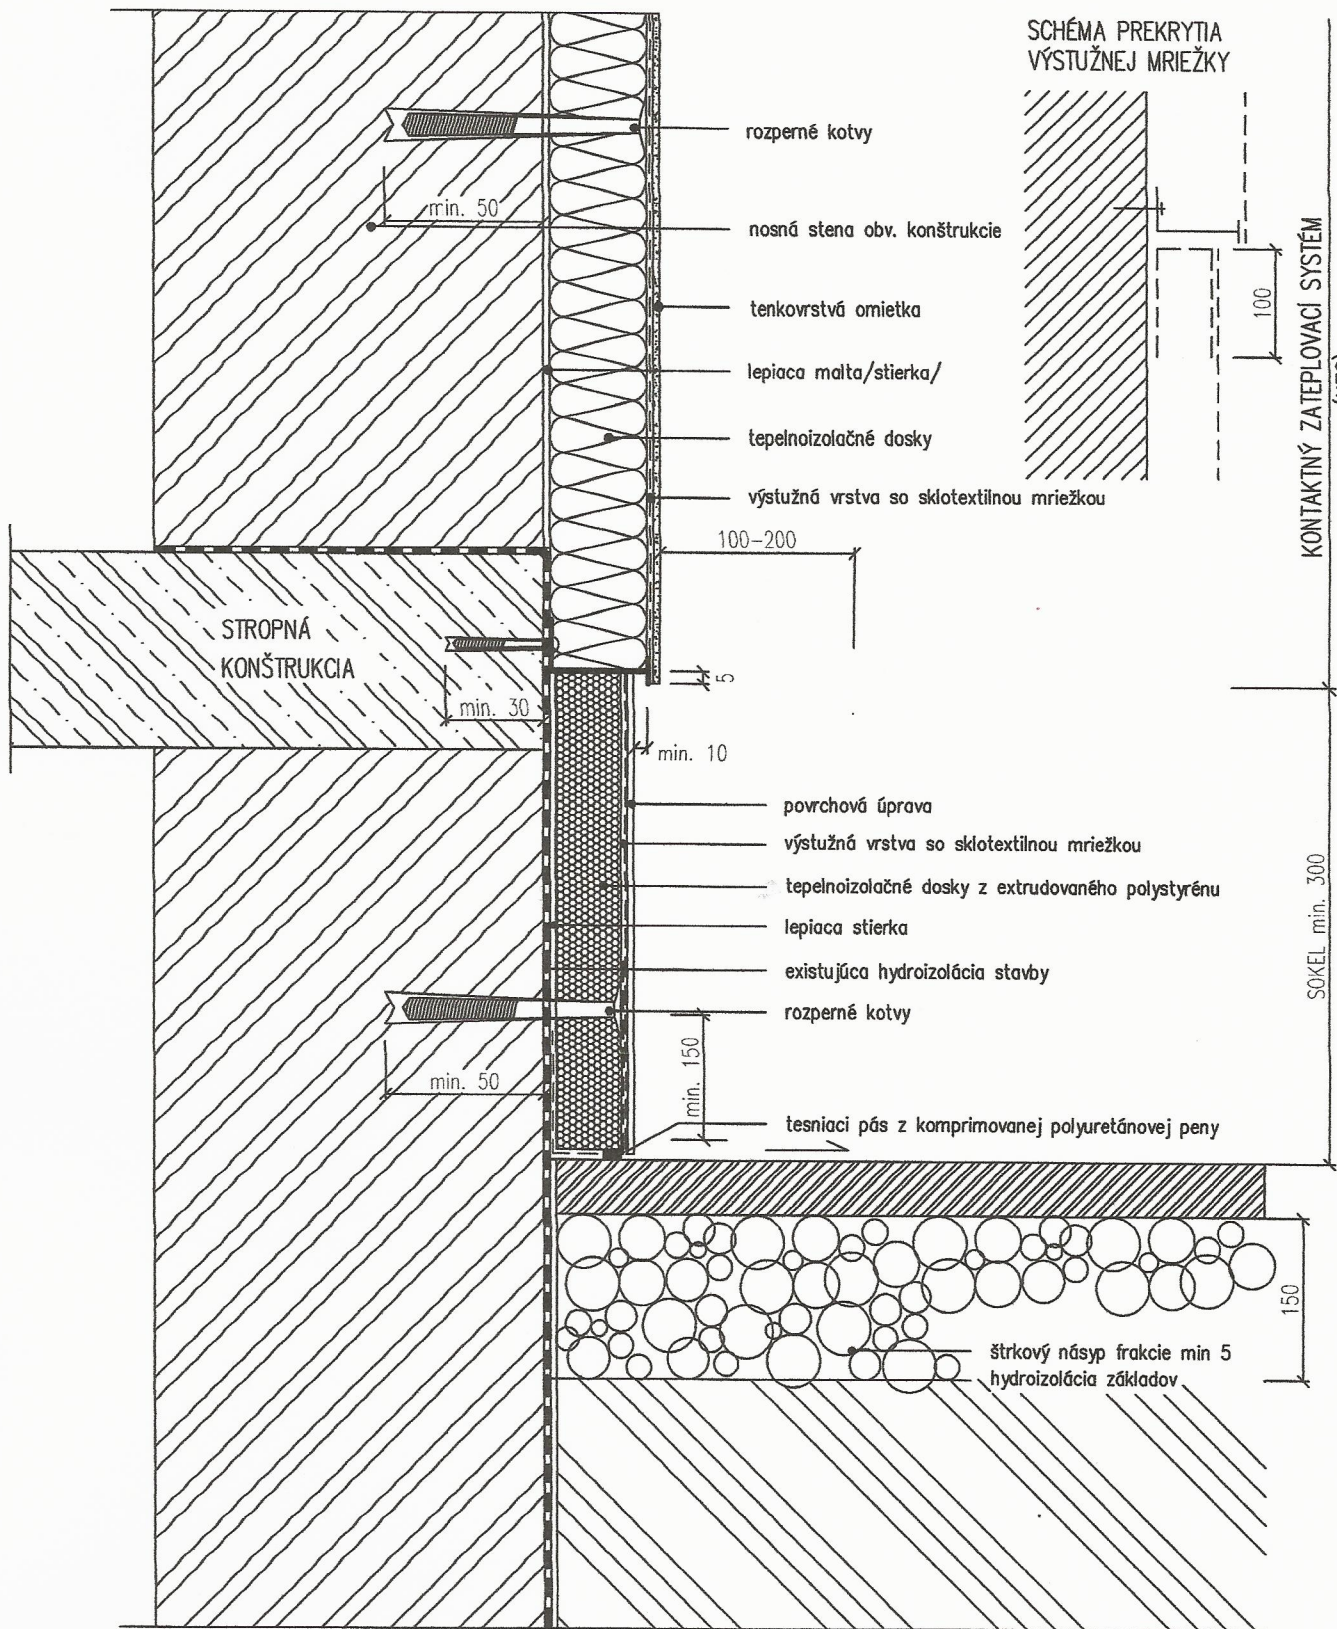 SCHÉMA PREKRYTIA
VÝSTUŽNEJ MRIEŽKY
rozperné kotvy
min. 50
nosná stena obv. konštrukcie
100
KONTAKTNÝ ZATEPLOVACÍ SYSTÉM
tenkovrstvá omietka
lepiaca malta/stierka/
tepelnoizolačné dosky
výstužná vrstva so sklotextilnou mriežkou
100-200
STROPNÁ
KONŠTRUKCIA
5
min. 30
min. 10
povrchová úprava
výstužná vrstva so sklotextilnou mriežkou
tepelnoizolačné dosky z extrudovaného polystyrénu
SOKEL min. 300
lepiaca stierka
existujúca hydroizolácia stavby
rozperné kotvy
min. 50
min. 150
tesniaci pás z komprimovanej polyuretánovej peny
150
štrkový násyp frakcie min 5
hydroizolácia základov